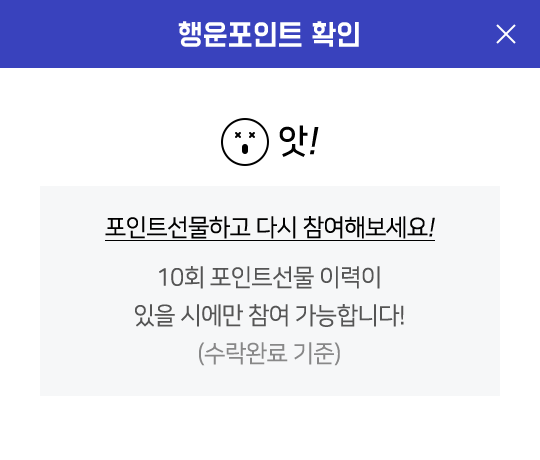 행운포인트 확인
앗!
포인트선물하고 다시 참여해보세요!
10회 포인트선물 이력이
있을 시에만 참여 가능합니다!
(수락완료 기준)